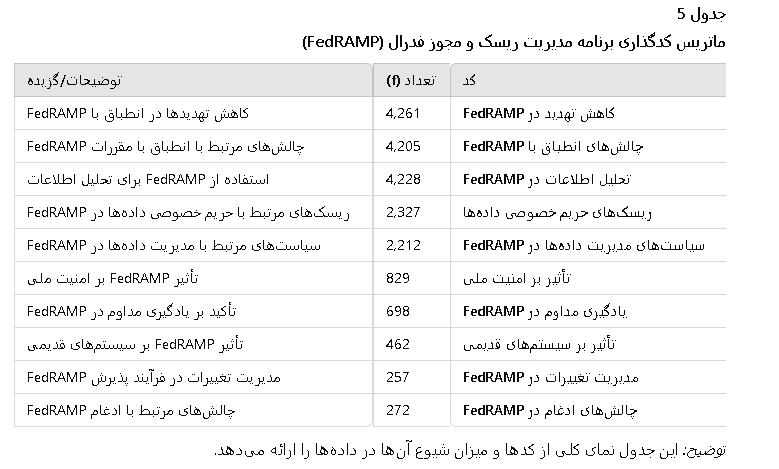 جدول 5
ماتریس کدگذاری برنامه مدیریت ریسک و مجوز فدرال (FedRAMP)
کد تعداد (f) توضیحات/گزیده
کاهش تهدید در FedRAMP 4,261 کاهش تهدیدها در انطباق با FedRAMP
چالش‌های انطباق با FedRAMP 4,205 چالش‌های مرتبط با انطباق با مقررات FedRAMP
تحلیل اطلاعات در FedRAMP 4,228 استفاده از FedRAMP برای تحلیل اطلاعات
ریسک‌های حریم خصوصی داده‌ها 2,327 ریسک‌های مرتبط با حریم خصوصی داده‌ها در FedRAMP
سیاست‌های مدیریت داده‌ها در FedRAMP 2,212 سیاست‌های مرتبط با مدیریت داده‌ها در FedRAMP
تأثیر بر امنیت ملی 829 تأثیر FedRAMP بر امنیت ملی
یادگیری مداوم در FedRAMP 698 تأکید بر یادگیری مداوم در FedRAMP
تأثیر بر سیستم‌های قدیمی 462 تأثیر FedRAMP بر سیستم‌های قدیمی
مدیریت تغییرات در FedRAMP 257 مدیریت تغییرات در فرآیند پذیرش FedRAMP
چالش‌های ادغام در FedRAMP 272 چالش‌های مرتبط با ادغام FedRAMP
توضیح: این جدول نمای کلی از کدها و میزان شیوع آن‌ها در داده‌ها را ارائه می‌دهد.